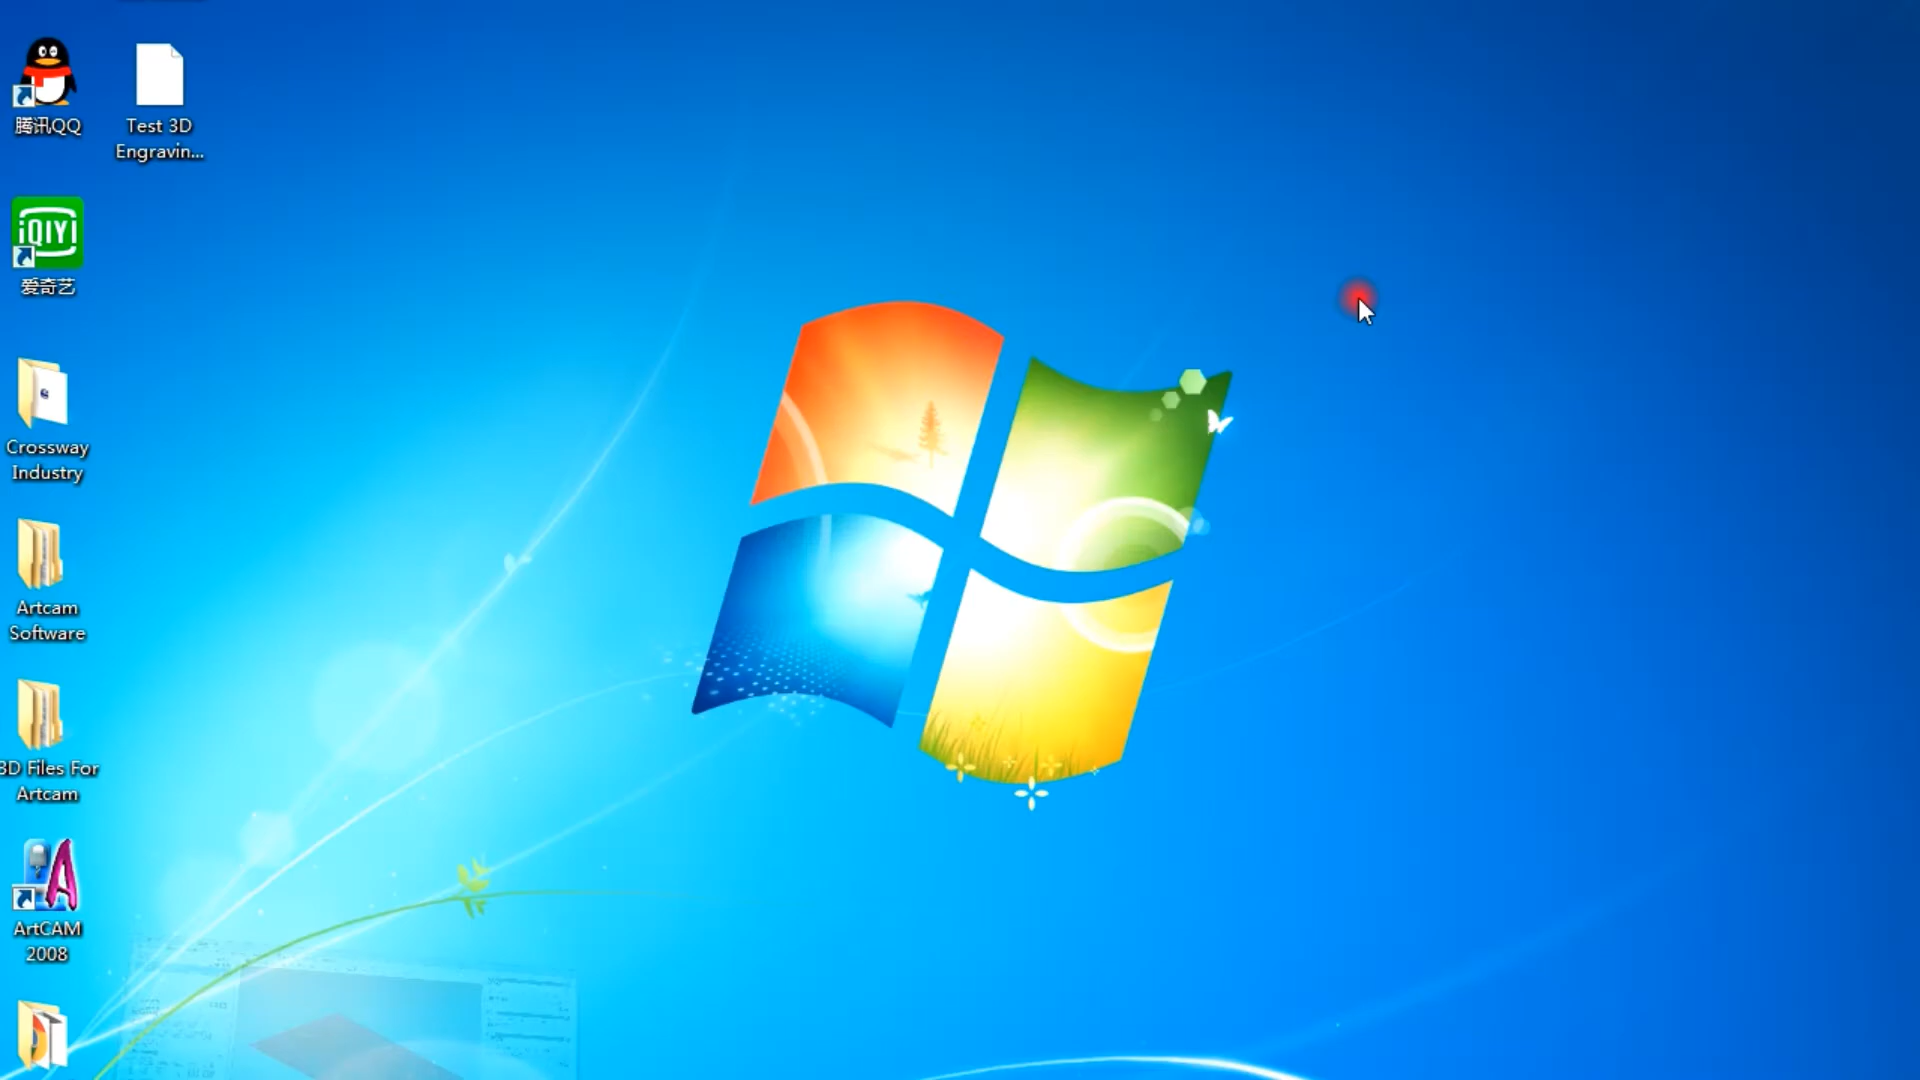 腾讯QQ
Test 3D
Engravin...
iQIYI
爱奇艺
Crossway
Industry
Artcam
Software
3D Files For
Artcam
ArtCAM
2008